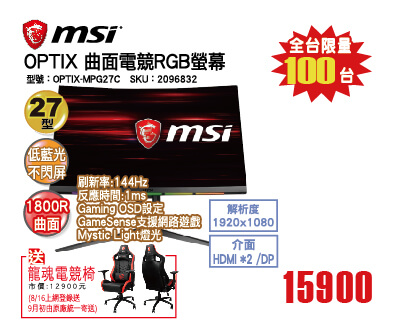 msi
OPTIX 曲面電競RGB螢幕
型號：OPTIX-MPG27C SKU：2096832
全台限量
100台
27型
低藍光
不閃屏
1800R
曲面
msi
刷新率:144Hz
反應時間:1ms
Gaming OSD設定
GameSense支援網路遊戲
Mystic Light燈光
解析度
1920x1080
介面
HDMI *2 /DP
送
龍魂電競椅
市價:12900元
(8/16上網登錄送
9月初由原廠統一寄送)
15900